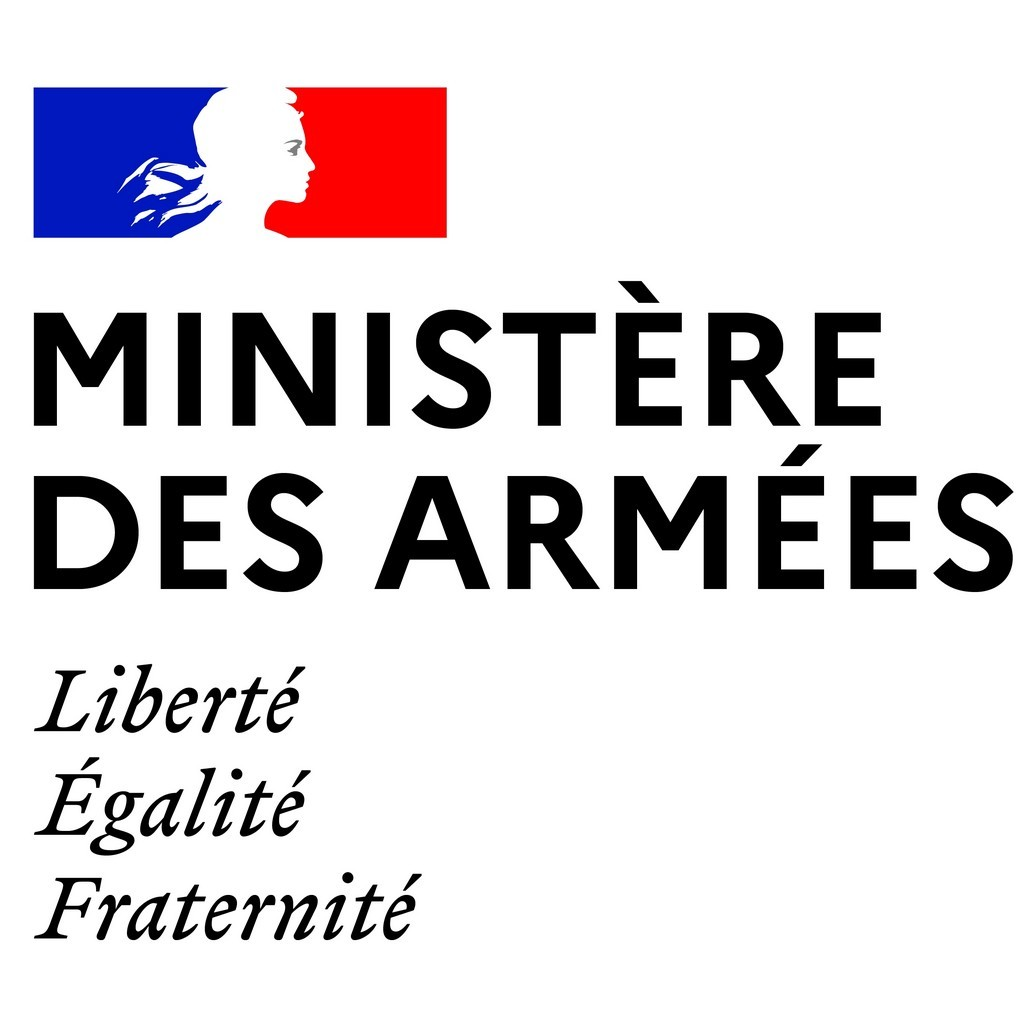 MINISTÈRE
DES ARMÉES
Liberté
Égalité
Fraternité